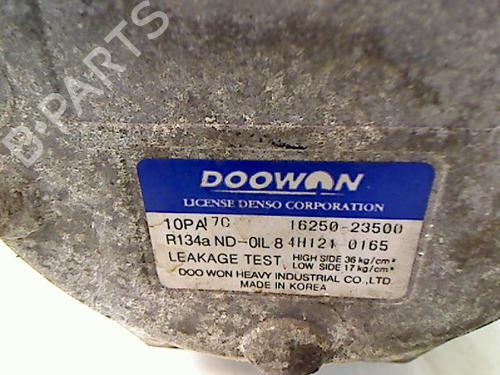 B-PARTS
DOOWON
LICENSE DENSO CORPORATION
10PA17C 16250-23500
R134a ND-OIL 8 4H121 0165
LEAKAGE TEST HIGH SIDE 36 kg/cm²
LOW SIDE 17 kg/cm²
DOO WON HEAVY INDUSTRIAL CO., LTD.
MADE IN KOREA